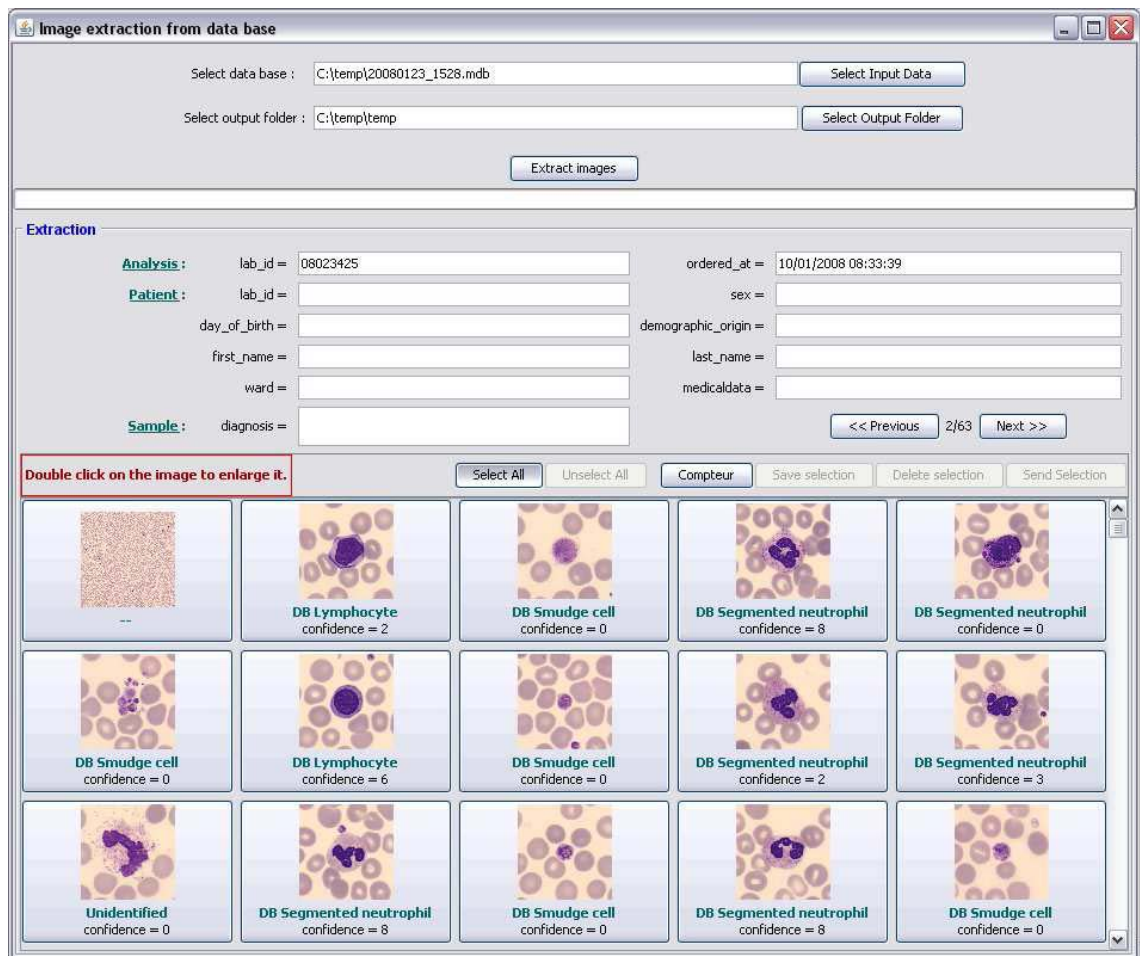 Image extraction from data base
Select data base : C:\temp\20080123_1528.mdb Select Input Data
Select output folder : C:\temp\temp Select Output Folder
Extract images
Extraction
Analysis : lab_id = 08023425 ordered_at = 10/01/2008 08:33:39
Patient : lab_id = sex =
day_of_birth = demographic_origin =
first_name = last_name =
ward = medicaldata =
Sample : diagnosis = << Previous 2/63 Next >>
Double click on the image to enlarge it. Select All Unselect All Compteur Save selection Delete selection Send Selection
-- DB Lymphocyte DB Smudge cell DB Segmented neutrophil DB Segmented neutrophil
confidence = 2 confidence = 0 confidence = 8 confidence = 0
DB Smudge cell DB Lymphocyte DB Smudge cell DB Segmented neutrophil DB Segmented neutrophil
confidence = 0 confidence = 6 confidence = 0 confidence = 2 confidence = 3
Unidentified DB Segmented neutrophil DB Smudge cell DB Segmented neutrophil DB Smudge cell
confidence = 0 confidence = 8 confidence = 0 confidence = 8 confidence = 0